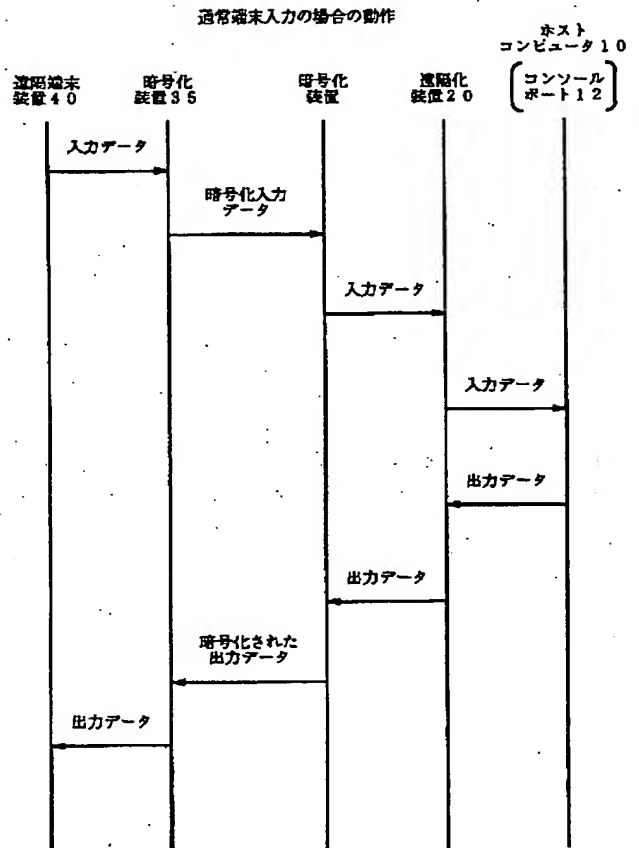 通常端末入力の場合の動作
ホスト
コンピュータ10
遠隔端末
装置40
暗号化
装置35
暗号化
装置
遠隔化
装置20
コンソール
ポート12
入力データ
暗号化入力
データ
入力データ
入力データ
出力データ
出力データ
暗号化された
出力データ
出力データ